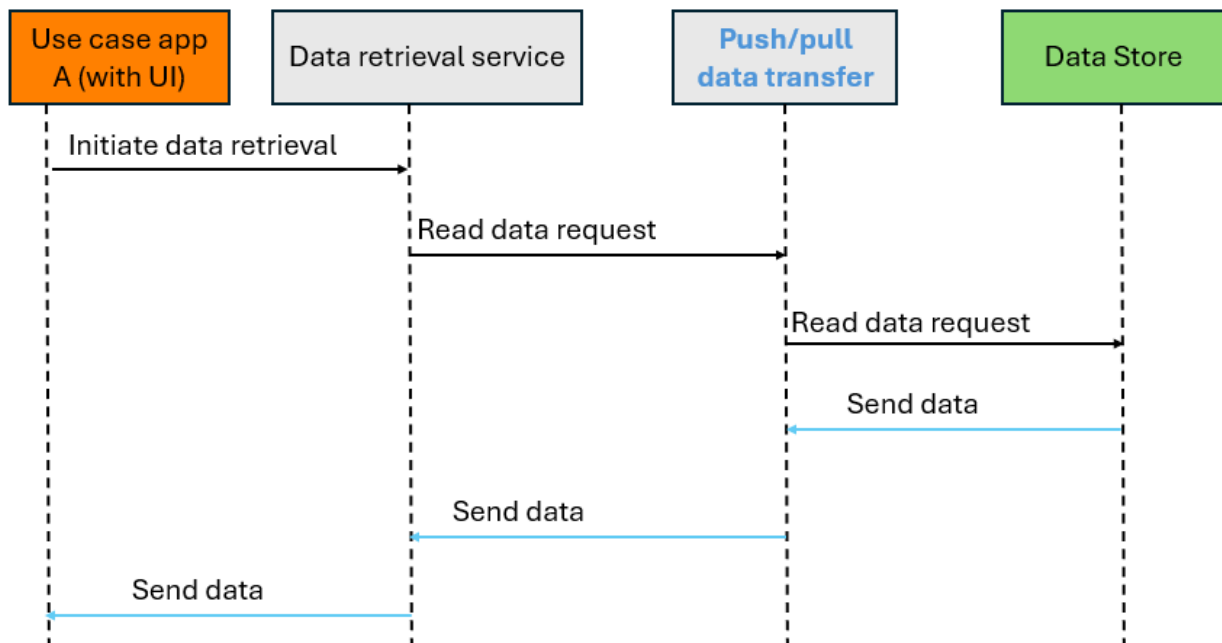 Use case app
A (with UI)
Data retrieval service
Push/pull
data transfer
Data Store
Initiate data retrieval
Read data request
Read data request
Send data
Send data
Send data